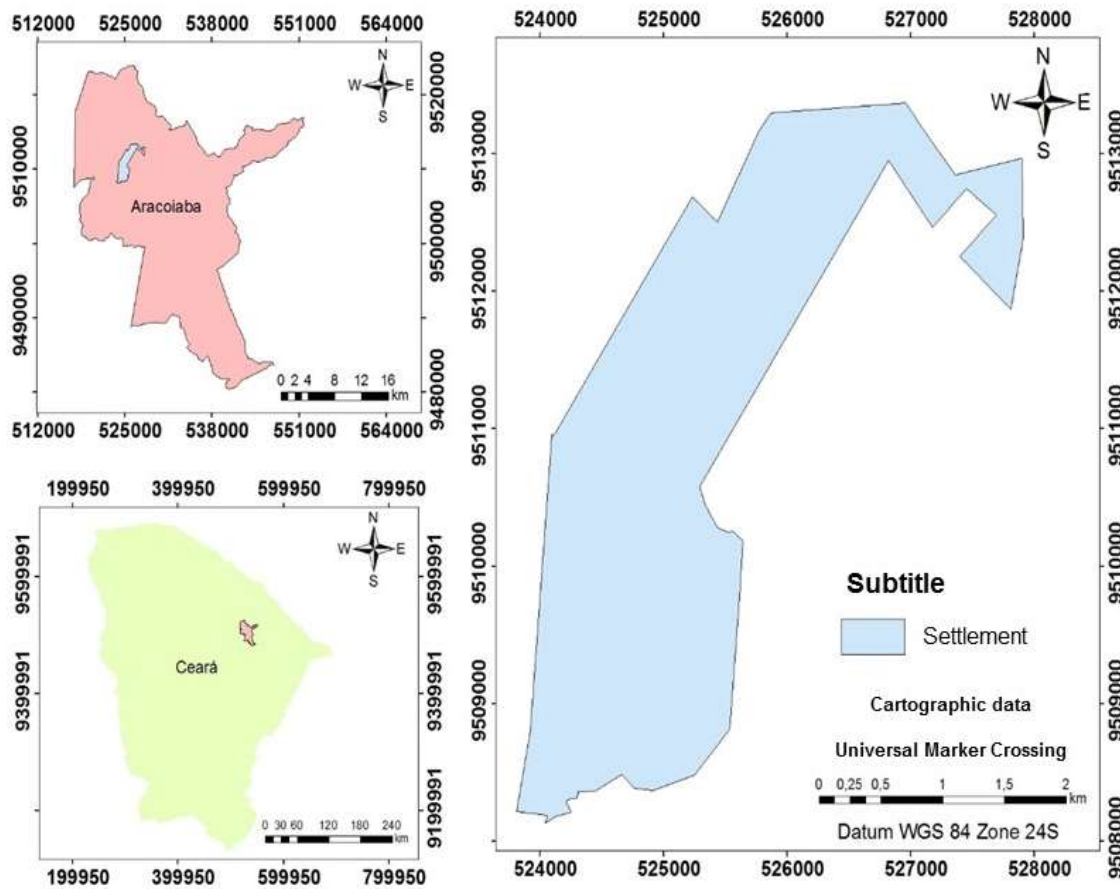 512000 525000 538000 551000 564000
N
W E
S
9520000
9510000
9500000
9490000
9480000
Aracoiaba
0 2 4 8 12 16
km
512000 525000 538000 551000 564000
199950 399950 599950 799950
N
W E
S
9599991
9599991
Ceará
9399991
9399991
9199991
9199991
0 30 60 120 180 240
km
199950 399950 599950 799950
524000 525000 526000 527000 528000
N
W E
S
9513000
9513000
9512000
9512000
9511000
9511000
9510000
9510000
9509000
9509000
9508000
Subtitle
Settlement
Cartographic data
Universal Marker Crossing
0 0,25 0,5 1 1,5 2
km
Datum WGS 84 Zone 24S
524000 525000 526000 527000 528000